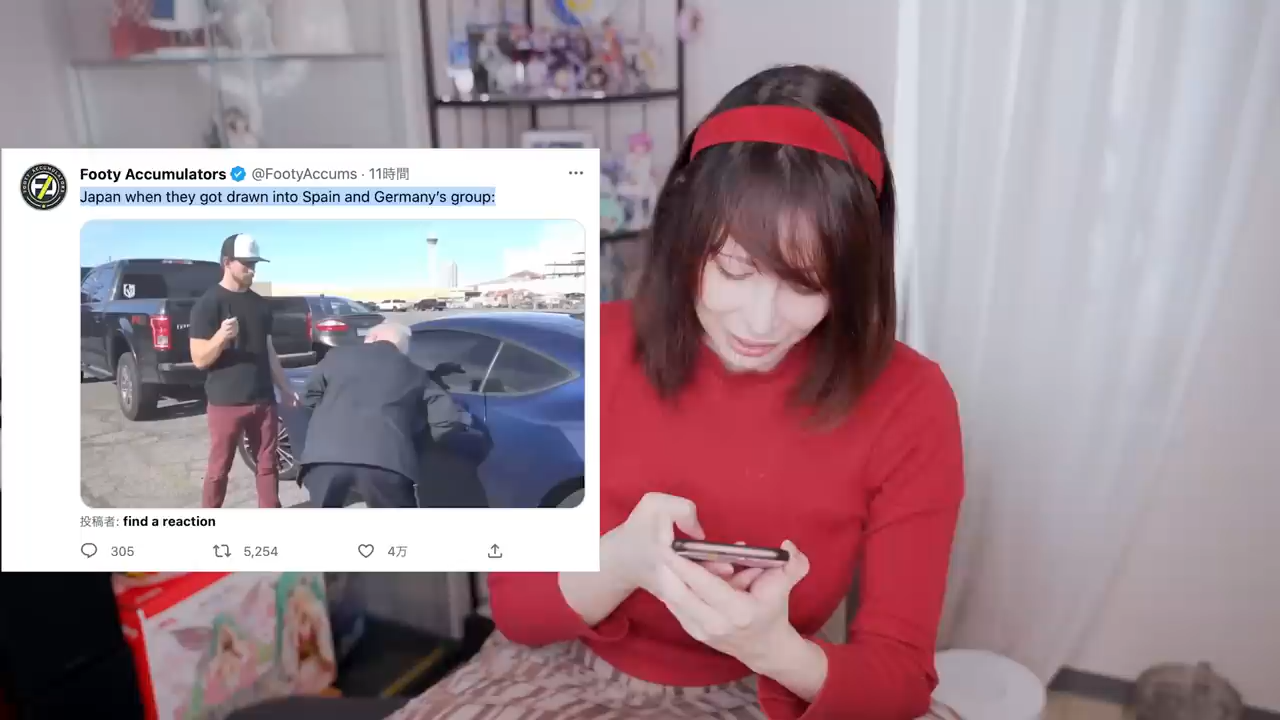 Footy Accumulators @FootyAccums · 11時間
Japan when they got drawn into Spain and Germany's group:
投稿者: find a reaction
305 5,254 4万